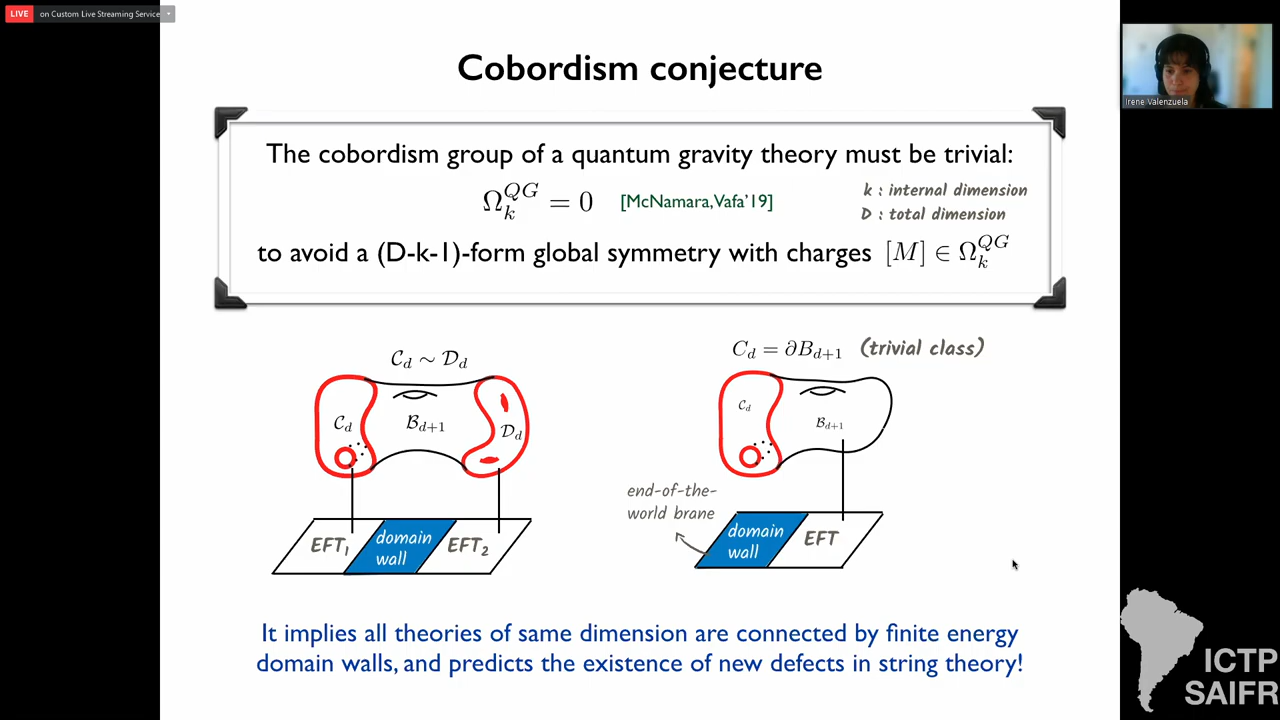 LIVE on Custom Live Streaming Service
Irene Valenzuela
Cobordism conjecture
The cobordism group of a quantum gravity theory must be trivial:
Ω_k^{QG} = 0 [McNamara,Vafa'19]
k : internal dimension
D : total dimension
to avoid a (D-k-1)-form global symmetry with charges [M] ∈ Ω_k^{QG}
𝒞_d ∼ 𝒟_d
𝒞_d
ℬ_{d+1}
𝒟_d
EFT₁
domain
wall
EFT₂
C_d = ∂B_{d+1} (trivial class)
𝒞_d
ℬ_{d+1}
end-of-the-
world brane
domain
wall
EFT
It implies all theories of same dimension are connected by finite energy
domain walls, and predicts the existence of new defects in string theory!
ICTP
SAIFR